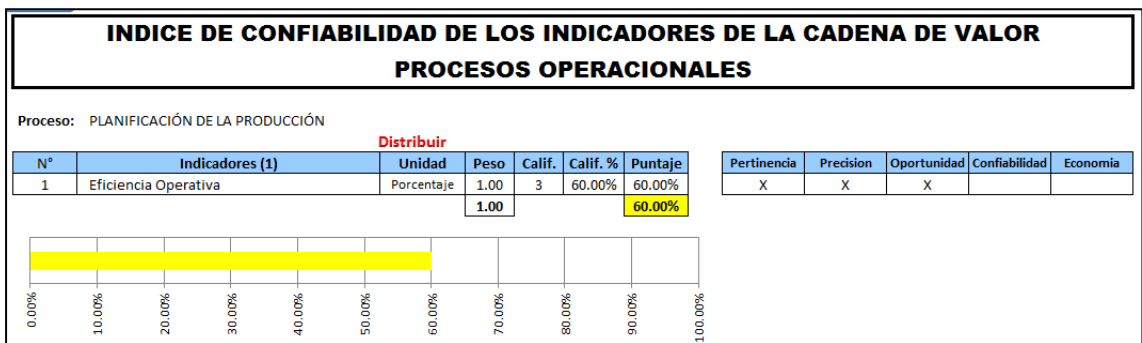 INDICE DE CONFIABILIDAD DE LOS INDICADORES DE LA CADENA DE VALOR
PROCESOS OPERACIONALES
Proceso: PLANIFICACIÓN DE LA PRODUCCIÓN
Distribuir
N° Indicadores (1) Unidad Peso Calif. Calif. % Puntaje Pertinencia Precision Oportunidad Confiabilidad Economia
1 Eficiencia Operativa Porcentaje 1.00 3 60.00% 60.00% X X X
1.00 60.00%
0.00% 10.00% 20.00% 30.00% 40.00% 50.00% 60.00% 70.00% 80.00% 90.00% 100.00%